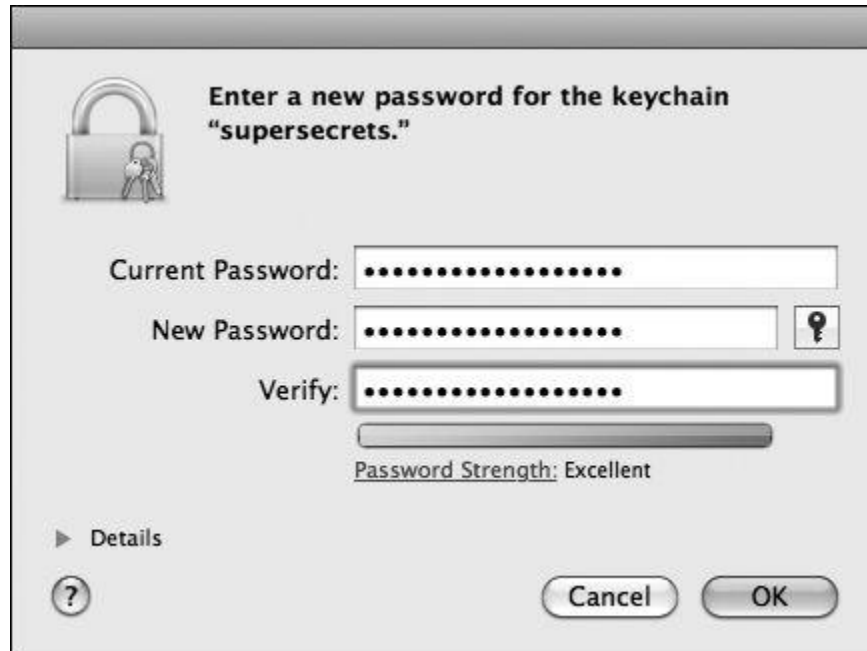 Enter a new password for the keychain
“supersecrets.”
Current Password: ••••••••••••••••••
New Password: ••••••••••••••••••
Verify: ••••••••••••••••••
Password Strength: Excellent
Details
? Cancel OK